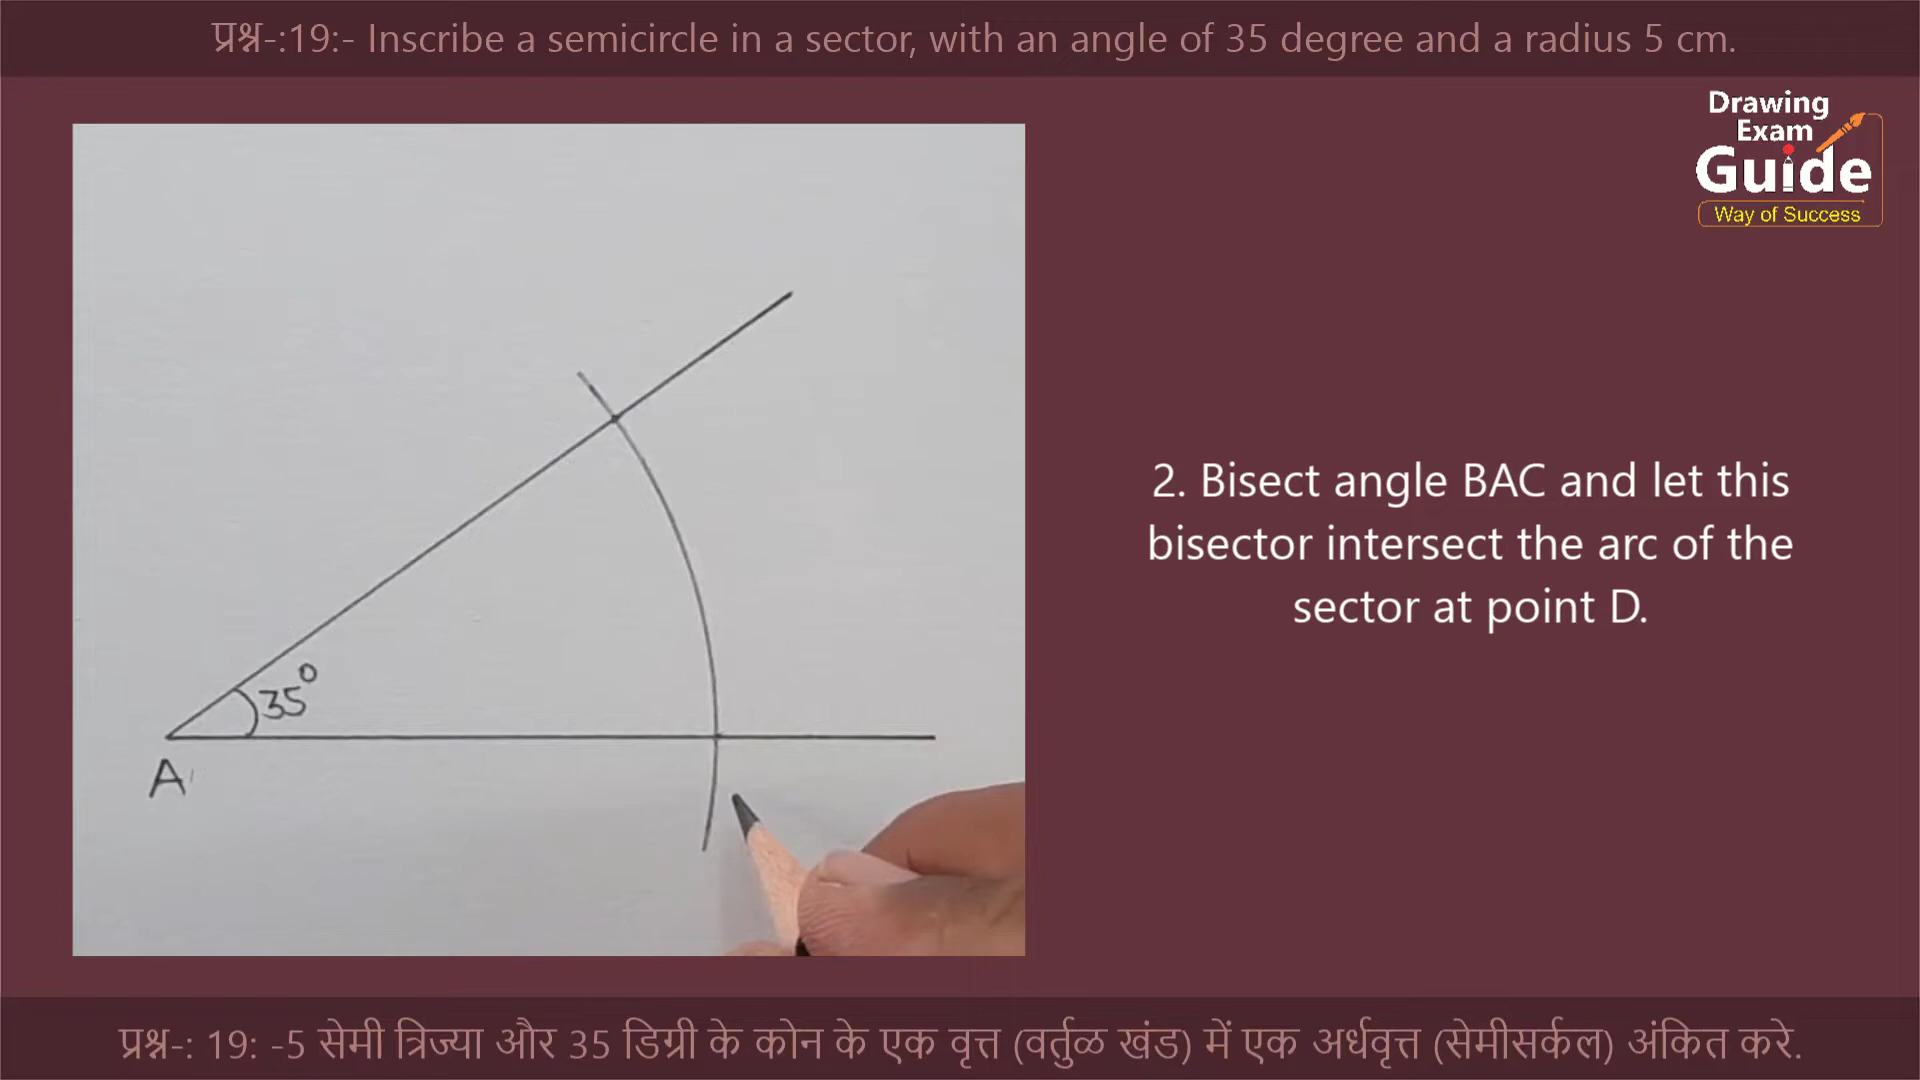 प्रश्न-:19:- Inscribe a semicircle in a sector, with an angle of 35 degree and a radius 5 cm.
Drawing
Exam
Guide
Way of Success
2. Bisect angle BAC and let this
bisector intersect the arc of the
sector at point D.
35°
A
प्रश्न-: 19: -5 सेमी त्रिज्या और 35 डिग्री के कोन के एक वृत्त (वर्तुळ खंड) में एक अर्धवृत्त (सेमीसर्कल) अंकित करे.